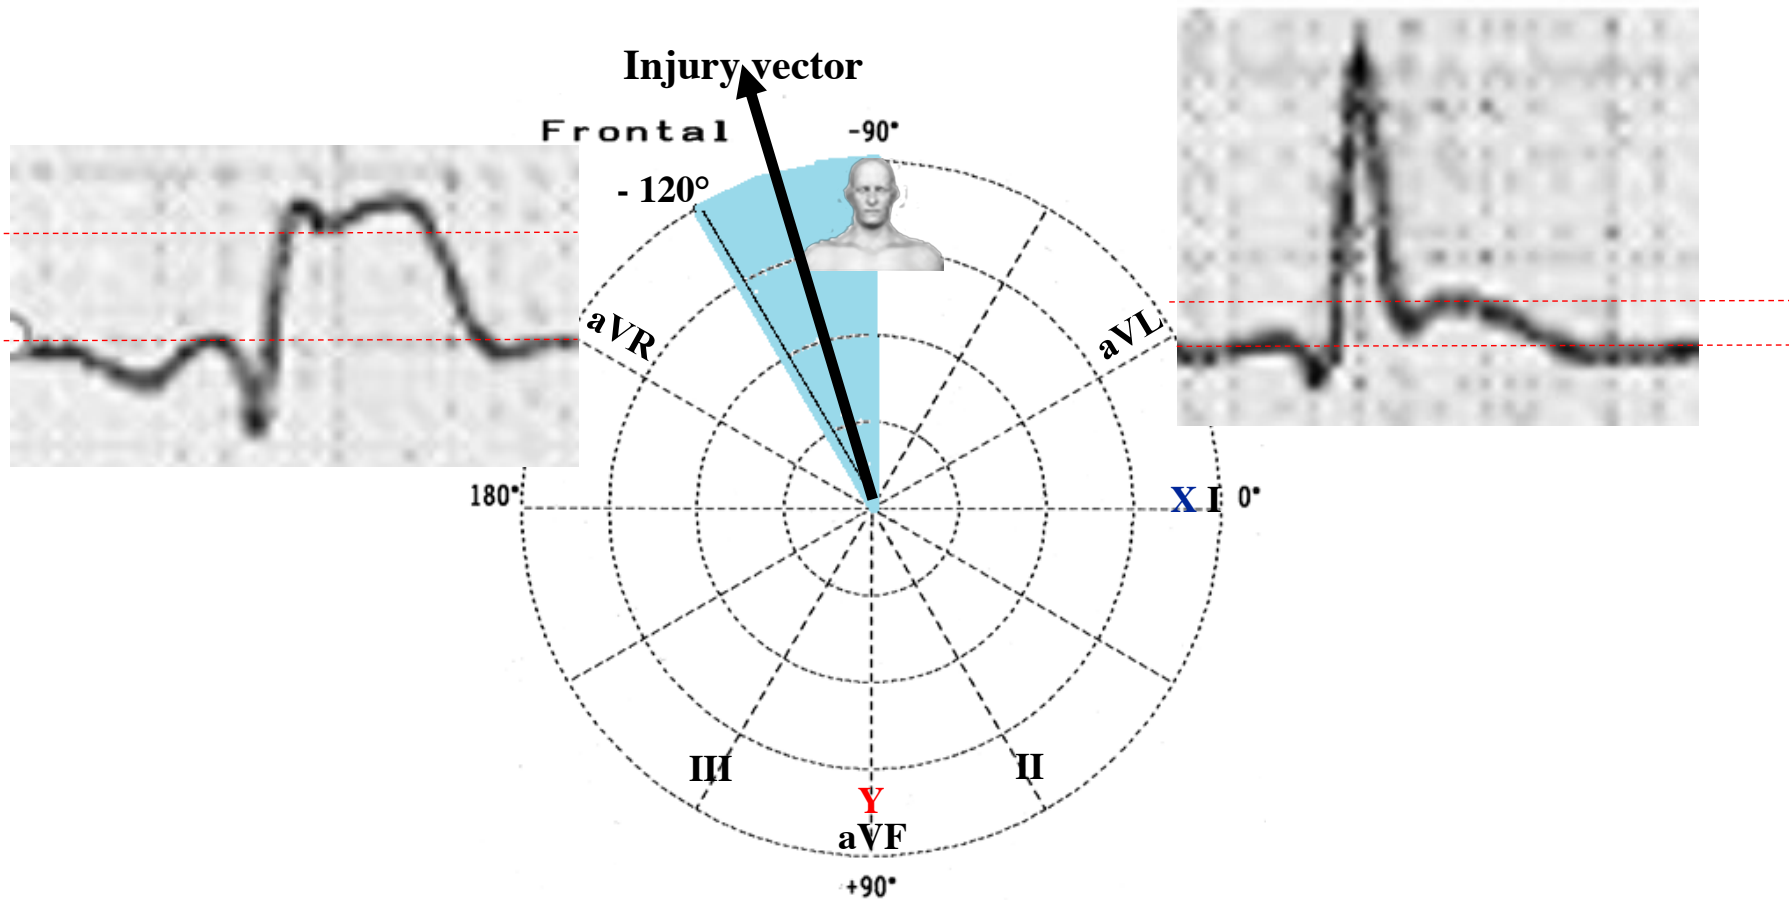 Injury vector
Frontal
-90°
- 120°
aVR
aVL
180°
X I 0°
III
II
Y
aVF
+90°